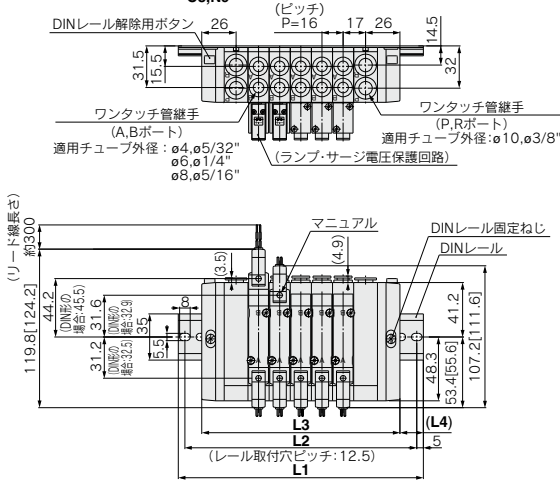 (ピッチ)
P=16
DINレール解除用ボタン
26
17
26
14.5
31.5
15.5
32
ワンタッチ管継手
(A,Bポート)
適用チューブ外径:ø4,ø5/32"
ø6,ø1/4"
ø8,ø5/16"
ワンタッチ管継手
(P,Rポート)
適用チューブ外径:ø10,ø3/8"
(ランプ・サージ電圧保護回路)
(リード線長さ)
約300
マニュアル
DINレール固定ねじ
DINレール
(3.5)
(4.9)
119.8[124.2]
44.2
(DIN形の
場合:45.5)
31.6
(DIN形の
場合:32.9)
8
35
5.5
31.2
(DIN形の
場合:32.5)
41.2
48.3
53.4[55.6]
107.2[111.6]
L3
(L4)
L2
5
(レール取付穴ピッチ:12.5)
L1